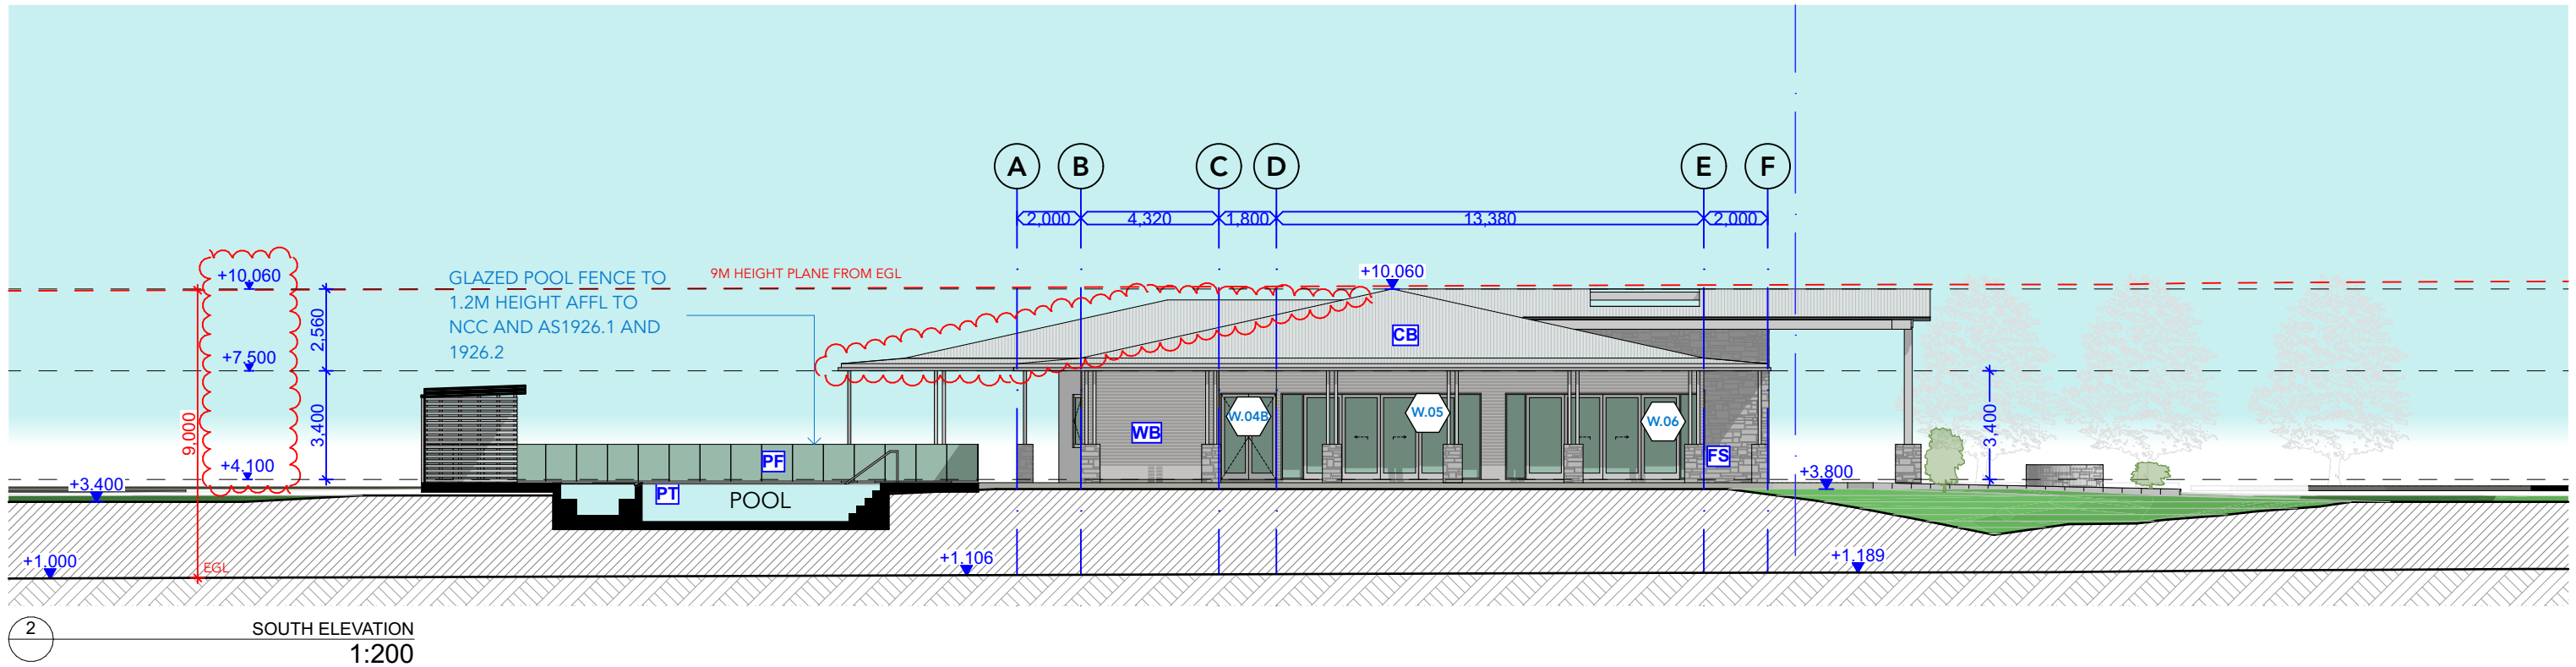 A B C D E F
2,000 4,320 1,800 13,380 2,000
+10.060
GLAZED POOL FENCE TO
1.2M HEIGHT AFFL TO
NCC AND AS1926.1 AND
1926.2
9M HEIGHT PLANE FROM EGL
+10.060
2,560
+7.500
CB
9,000
3,400
W.04B
W.05
W.06
3,400
WB
PF
FS
+4.100
+3.400
+3.800
PT
POOL
+1.000
EGL
+1.106
+1.189
2
SOUTH ELEVATION
1:200